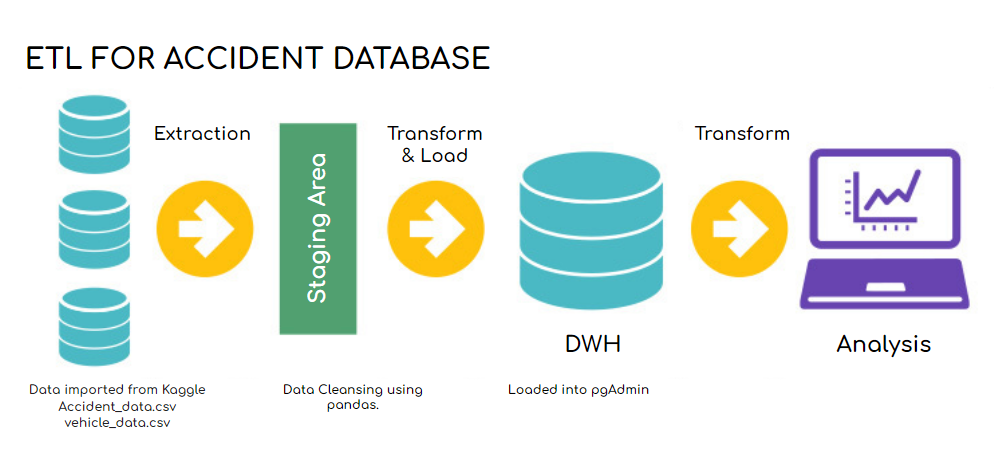 ETL FOR ACCIDENT DATABASE
Extraction
Staging Area
Transform
& Load
Transform
DWH
Analysis
Data imported from Kaggle
Accident_data.csv
vehicle_data.csv
Data Cleansing using
pandas.
Loaded into pgAdmin